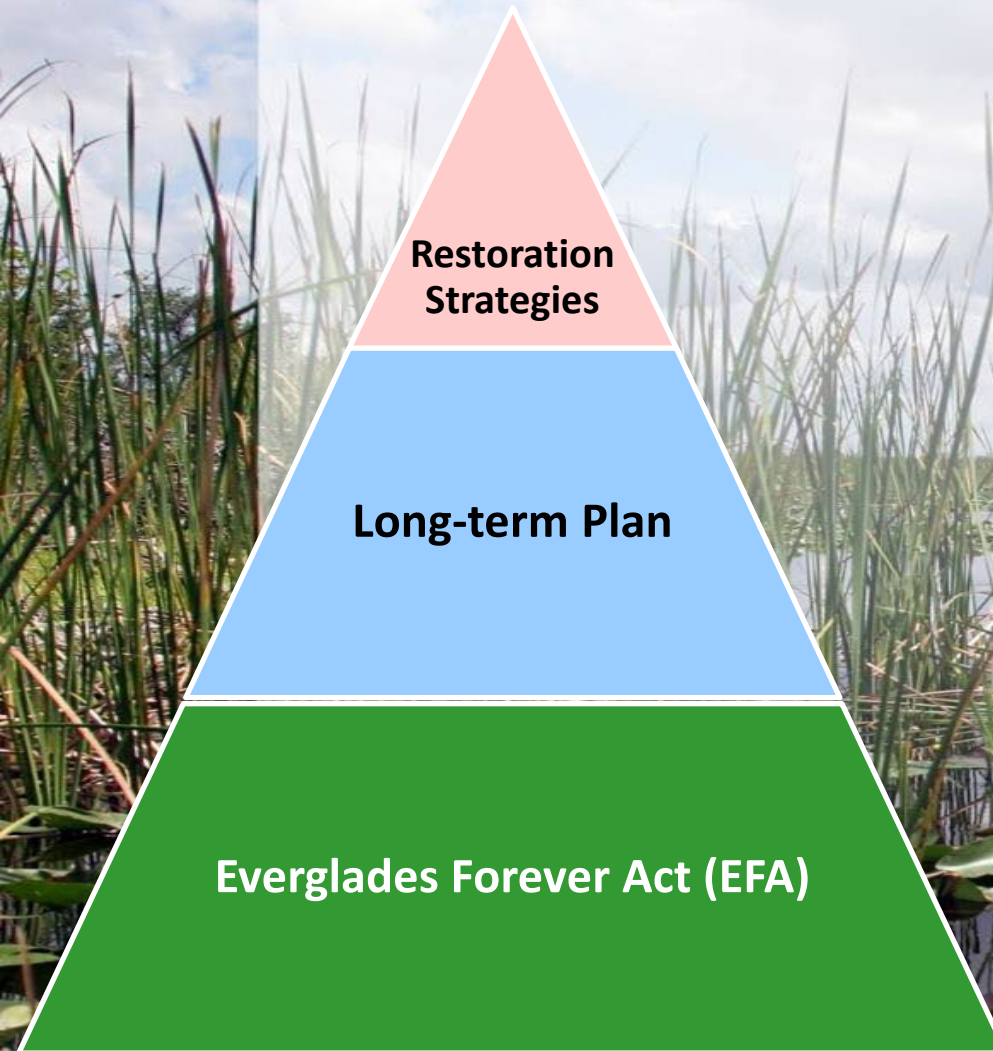 Restoration
Strategies
Long-term Plan
Everglades Forever Act (EFA)